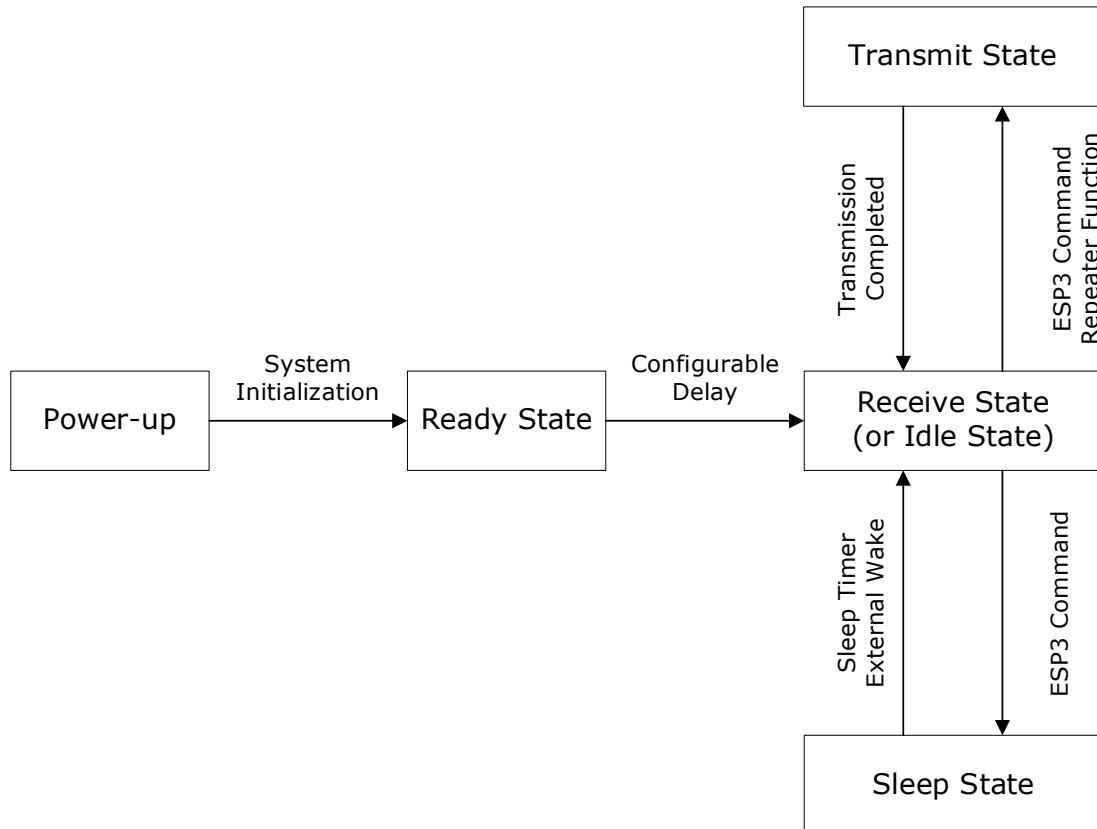 Transmit State
Transmission
Completed
ESP3 Command
Repeater Function
System
Initialization
Configurable
Delay
Power-up
Ready State
Receive State
(or Idle State)
Sleep Timer
External Wake
ESP3 Command
Sleep State